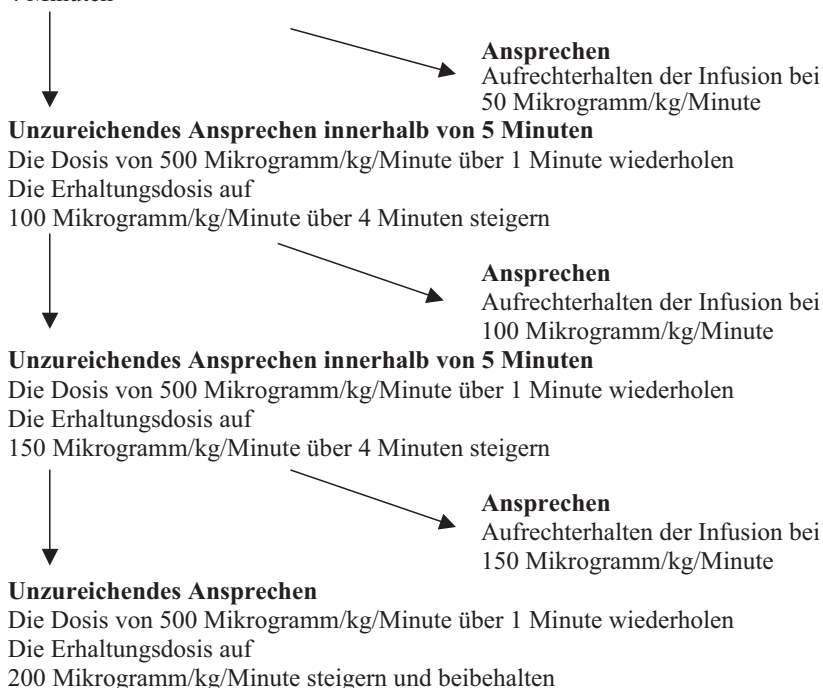 Ansprechen
Aufrechterhalten der Infusion bei
50 Mikrogramm/kg/Minute
Unzureichendes Ansprechen innerhalb von 5 Minuten
Die Dosis von 500 Mikrogramm/kg/Minute über 1 Minute wiederholen
Die Erhaltungsdosis auf
100 Mikrogramm/kg/Minute über 4 Minuten steigern
Ansprechen
Aufrechterhalten der Infusion bei
100 Mikrogramm/kg/Minute
Unzureichendes Ansprechen innerhalb von 5 Minuten
Die Dosis von 500 Mikrogramm/kg/Minute über 1 Minute wiederholen
Die Erhaltungsdosis auf
150 Mikrogramm/kg/Minute über 4 Minuten steigern
Ansprechen
Aufrechterhalten der Infusion bei
150 Mikrogramm/kg/Minute
Unzureichendes Ansprechen
Die Dosis von 500 Mikrogramm/kg/Minute über 1 Minute wiederholen
Die Erhaltungsdosis auf
200 Mikrogramm/kg/Minute steigern und beibehalten